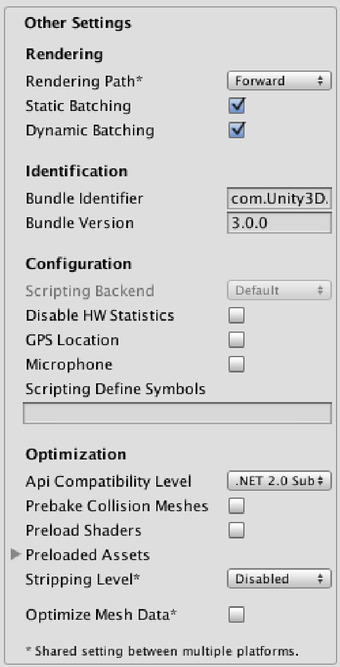 Other Settings
Rendering
Rendering Path* Forward
Static Batching
Dynamic Batching
Identification
Bundle Identifier com.Unity3D.
Bundle Version 3.0.0
Configuration
Scripting Backend Default
Disable HW Statistics
GPS Location
Microphone
Scripting Define Symbols
Optimization
Api Compatibility Level .NET 2.0 Sub
Prebake Collision Meshes
Preload Shaders
Preloaded Assets
Stripping Level* Disabled
Optimize Mesh Data*
* Shared setting between multiple platforms.